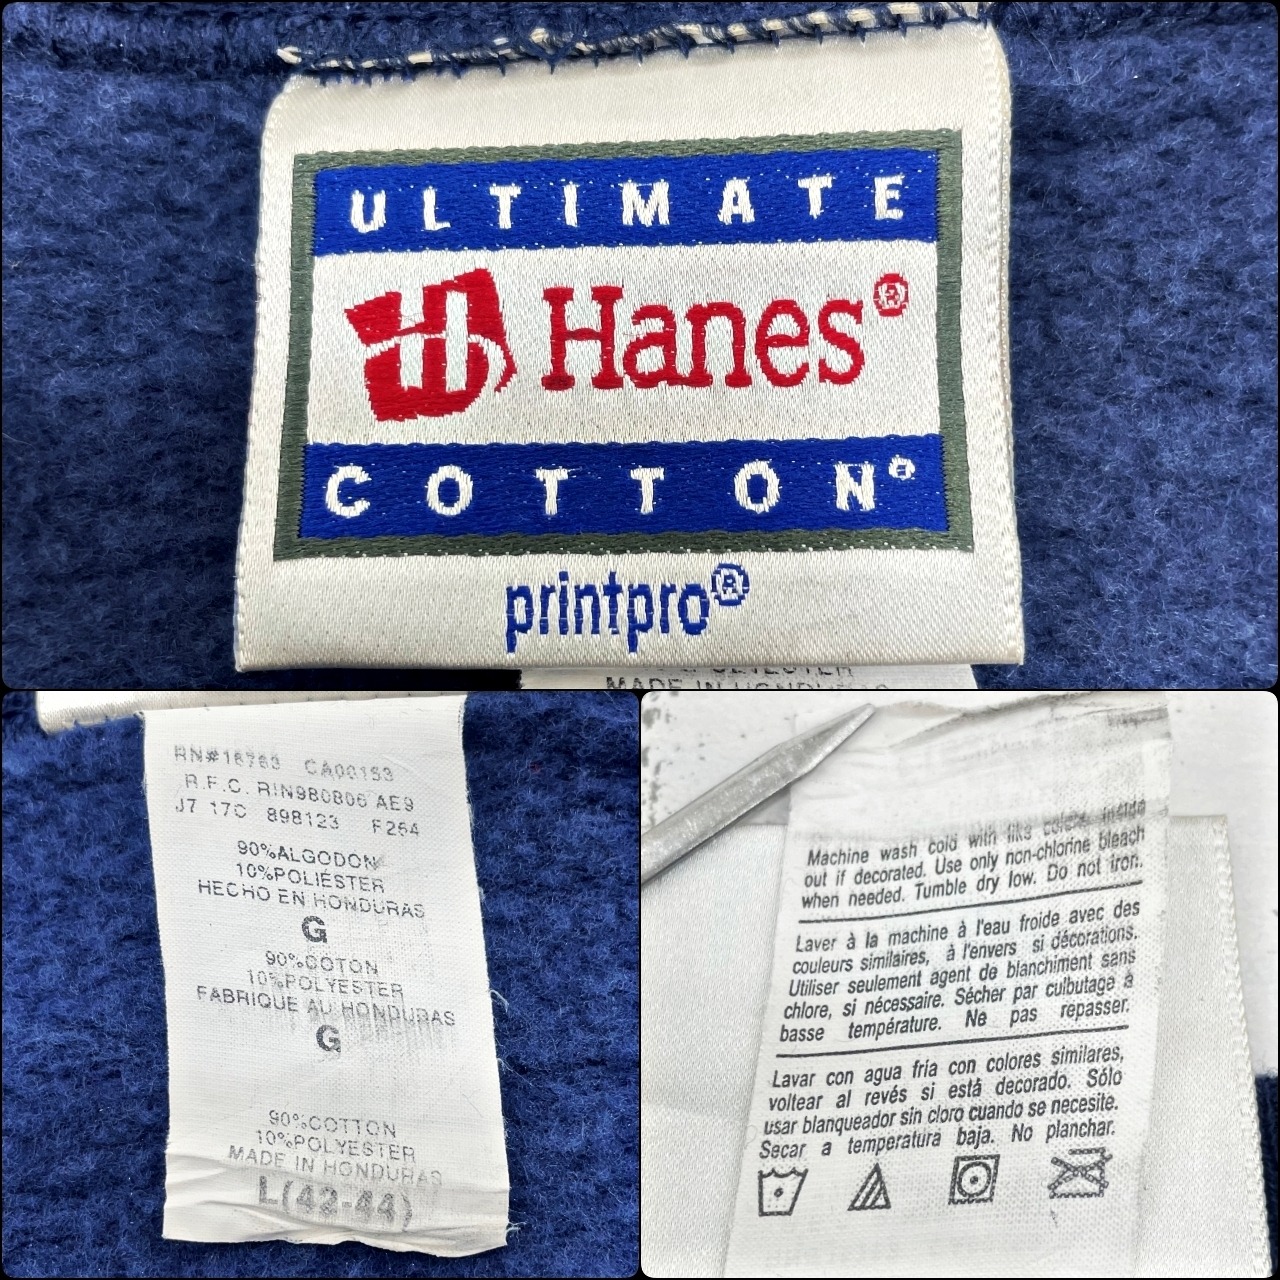 ULTIMATE
Hanes®
COTTON®
printpro®
MADE IN HONDURAS
RN#16763 CA00153
R.F.C. RIN980806 AE9
J7 17C 898123 F264
90%ALGODON
10%POLIÉSTER
HECHO EN HONDURAS
G
90%COTON
10%POLYESTER
FABRIQUE AU HONDURAS
G
90%COTTON
10%POLYESTER
MADE IN HONDURAS
L(42-44)
Machine wash cold with like colors, inside
out if decorated. Use only non-chlorine bleach
when needed. Tumble dry low. Do not iron.
Laver à la machine à l'eau froide avec des
couleurs similaires, à l'envers si décorations.
Utiliser seulement agent de blanchiment sans
chlore, si nécessaire. Sécher par culbutage à
basse température. Ne pas repasser.
Lavar con agua fria con colores similares,
voltear al revés si está decorado. Sólo
usar blanqueador sin cloro cuando se necesite.
Secar a temperatura baja. No planchar.